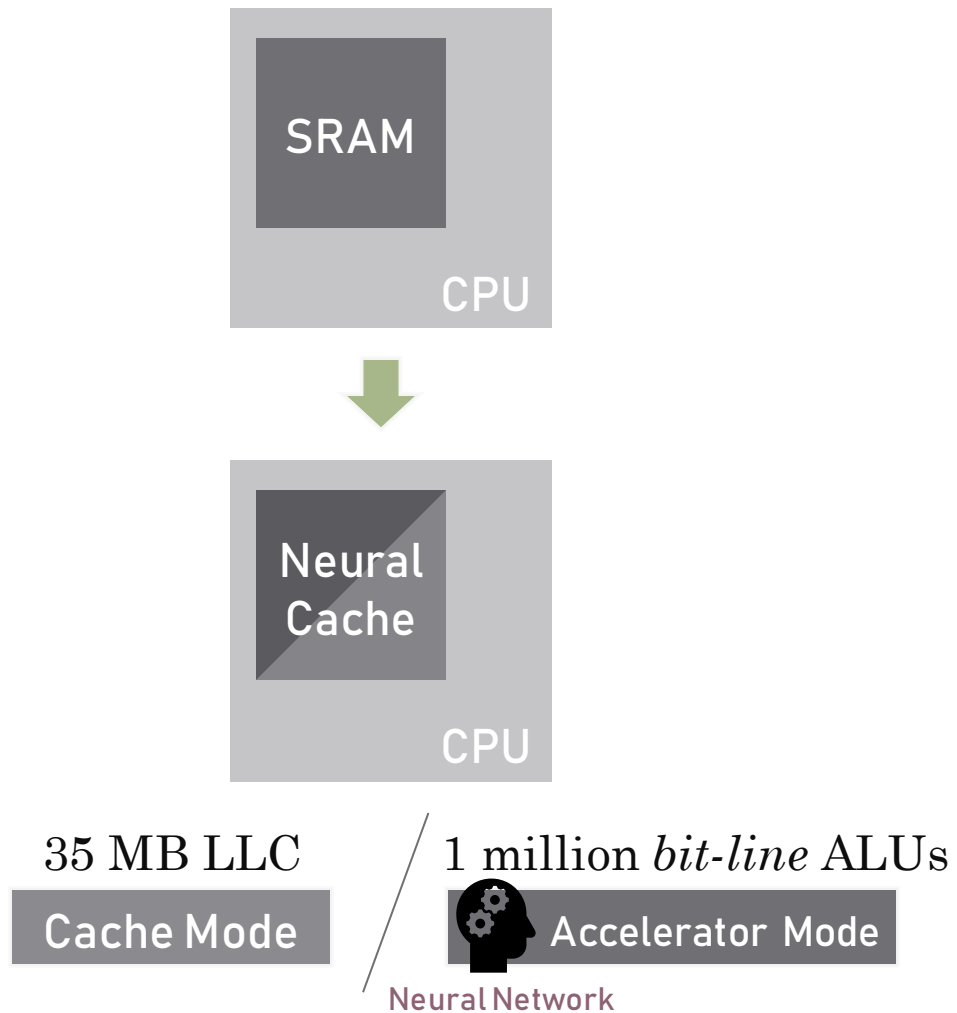 SRAM
CPU
Neural
Cache
CPU
35 MB LLC
1 million bit-line ALUs
Cache Mode
Accelerator Mode
Neural Network